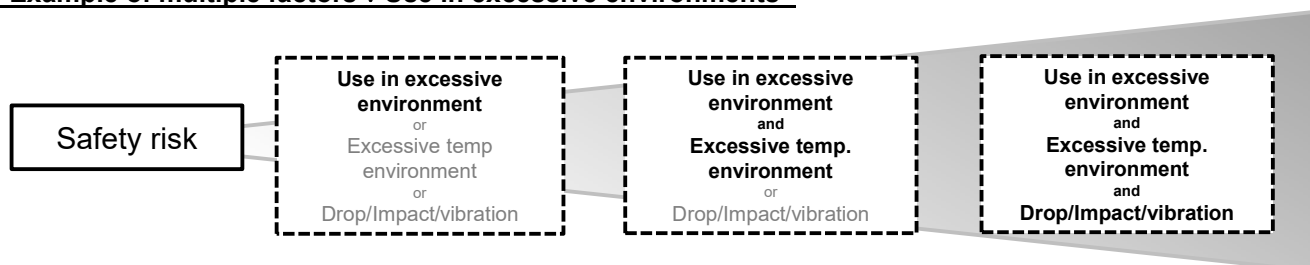 Example of multiple factors : Use in excessive environments
Safety risk
Use in excessive
environment
or
Excessive temp
environment
or
Drop/Impact/vibration
Use in excessive
environment
and
Excessive temp.
environment
or
Drop/Impact/vibration
Use in excessive
environment
and
Excessive temp.
environment
and
Drop/Impact/vibration